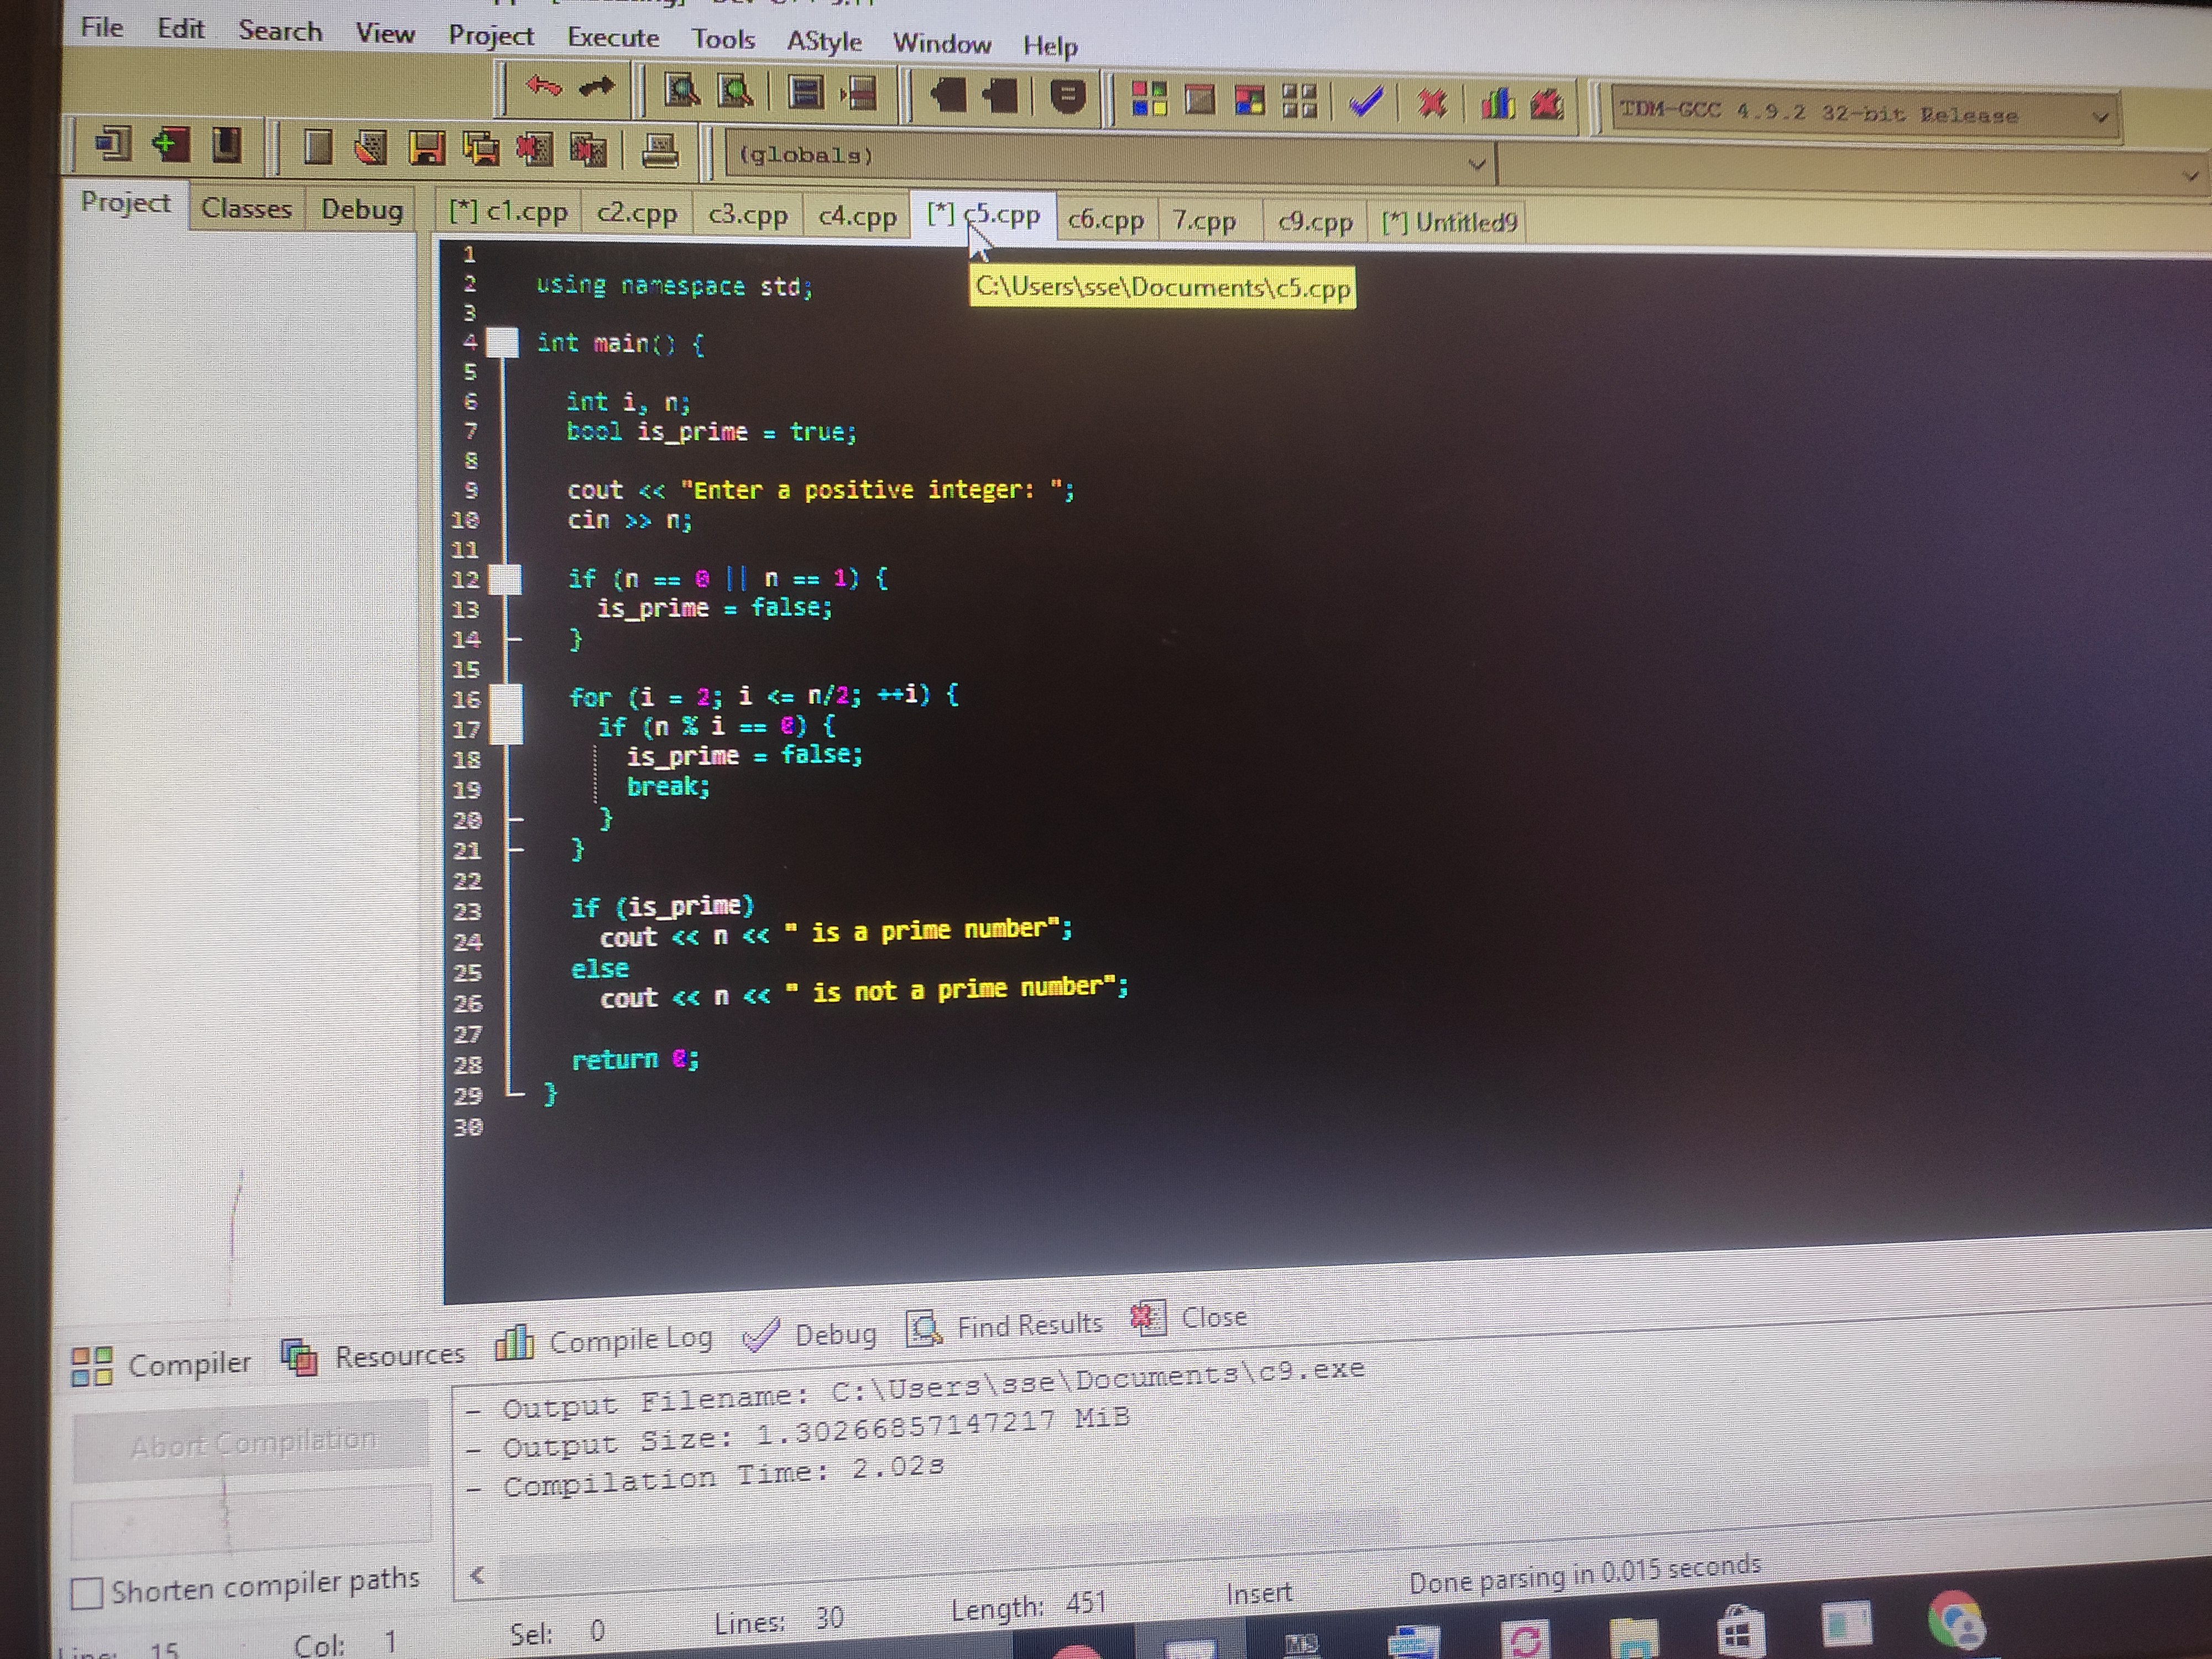 File Edit Search View Project Execute Tools AStyle Window Help
TDM-GCC 4.9.2 32-bit Release
(globals)
Project Classes Debug [*] c1.cpp c2.cpp c3.cpp c4.cpp [*] c5.cpp c6.cpp 7.cpp c9.cpp [*] Untitled9
1
2 using namespace std;
C:\Users\sse\Documents\c5.cpp
3
4 int main() {
5
6 int i, n;
7 bool is_prime = true;
8
9 cout << "Enter a positive integer: ";
10 cin >> n;
11
12 if (n == 0 || n == 1) {
13 is_prime = false;
14 }
15
16 for (i = 2; i <= n/2; ++i) {
17 if (n % i == 0) {
18 is_prime = false;
19 break;
20 }
21 }
22
23 if (is_prime)
24 cout << n << " is a prime number";
25 else
26 cout << n << " is not a prime number";
27
28 return 0;
29 }
30
Compiler Resources Compile Log Debug Find Results Close
Abort Compilation
- Output Filename: C:\Users\sse\Documents\c9.exe
- Output Size: 1.30266857147217 MiB
- Compilation Time: 2.02s
Shorten compiler paths
Line: 15 Col: 1 Sel: 0 Lines: 30 Length: 451 Insert Done parsing in 0.015 seconds